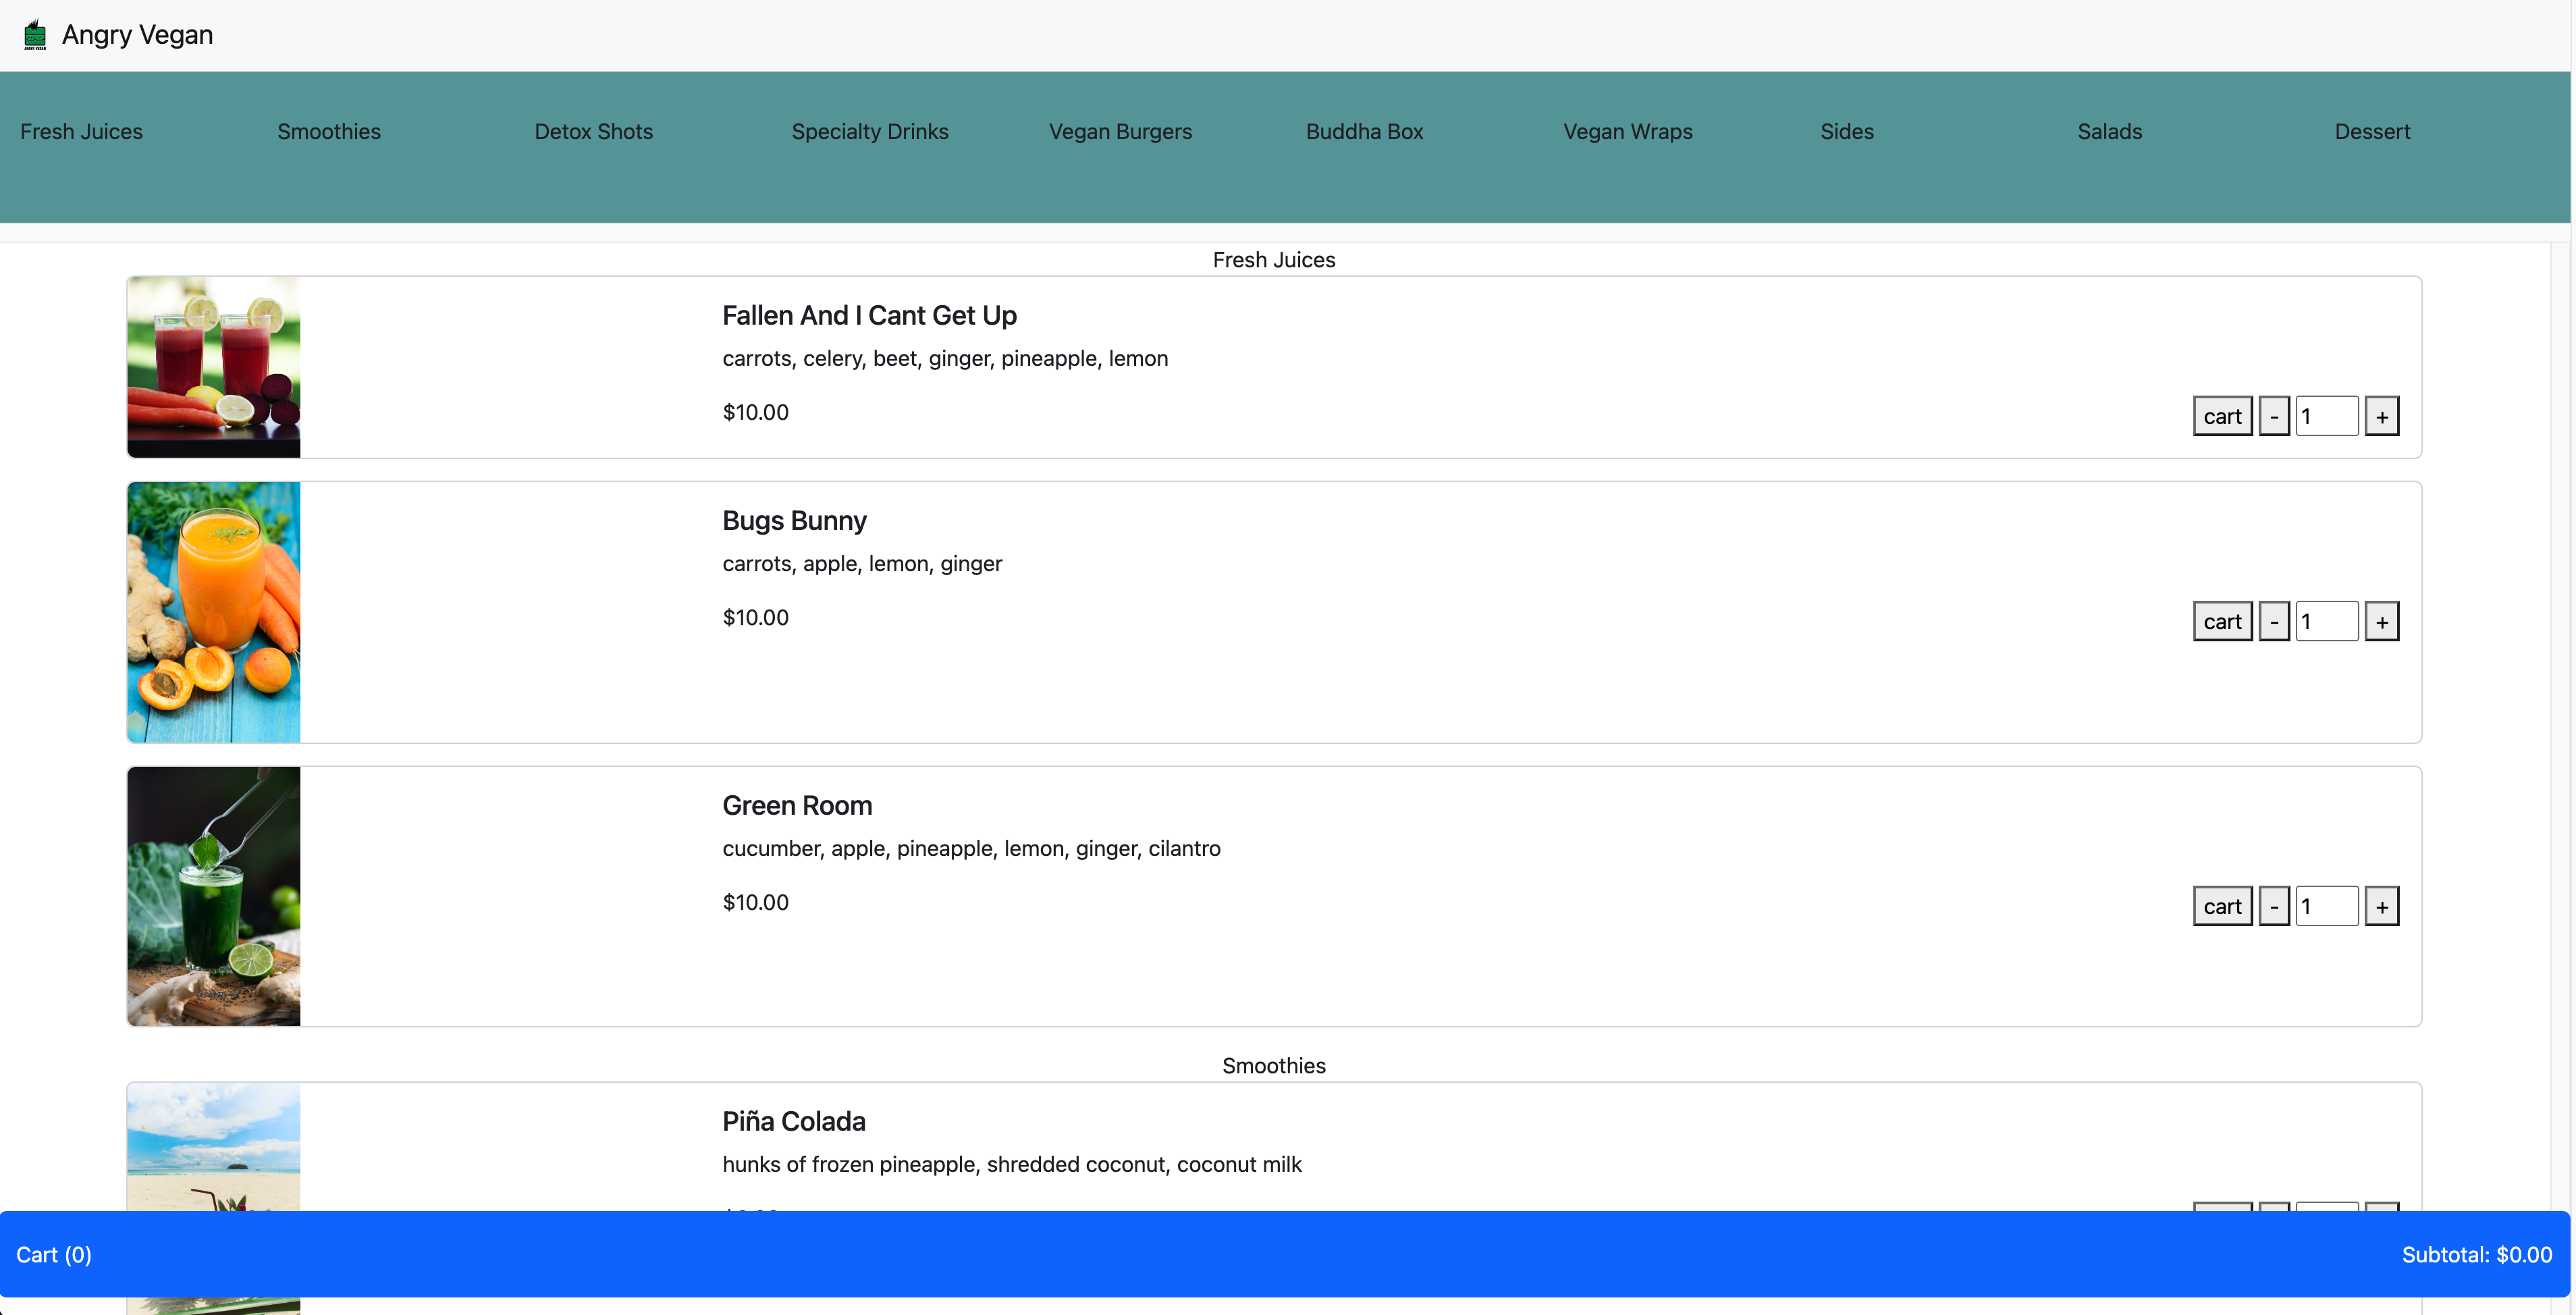 Angry Vegan
Fresh Juices Smoothies Detox Shots Specialty Drinks Vegan Burgers Buddha Box Vegan Wraps Sides Salads Dessert
Fresh Juices
Fallen And I Cant Get Up
carrots, celery, beet, ginger, pineapple, lemon
$10.00
cart - 1 +
Bugs Bunny
carrots, apple, lemon, ginger
$10.00
cart - 1 +
Green Room
cucumber, apple, pineapple, lemon, ginger, cilantro
$10.00
cart - 1 +
Smoothies
Piña Colada
hunks of frozen pineapple, shredded coconut, coconut milk
Cart (0) Subtotal: $0.00